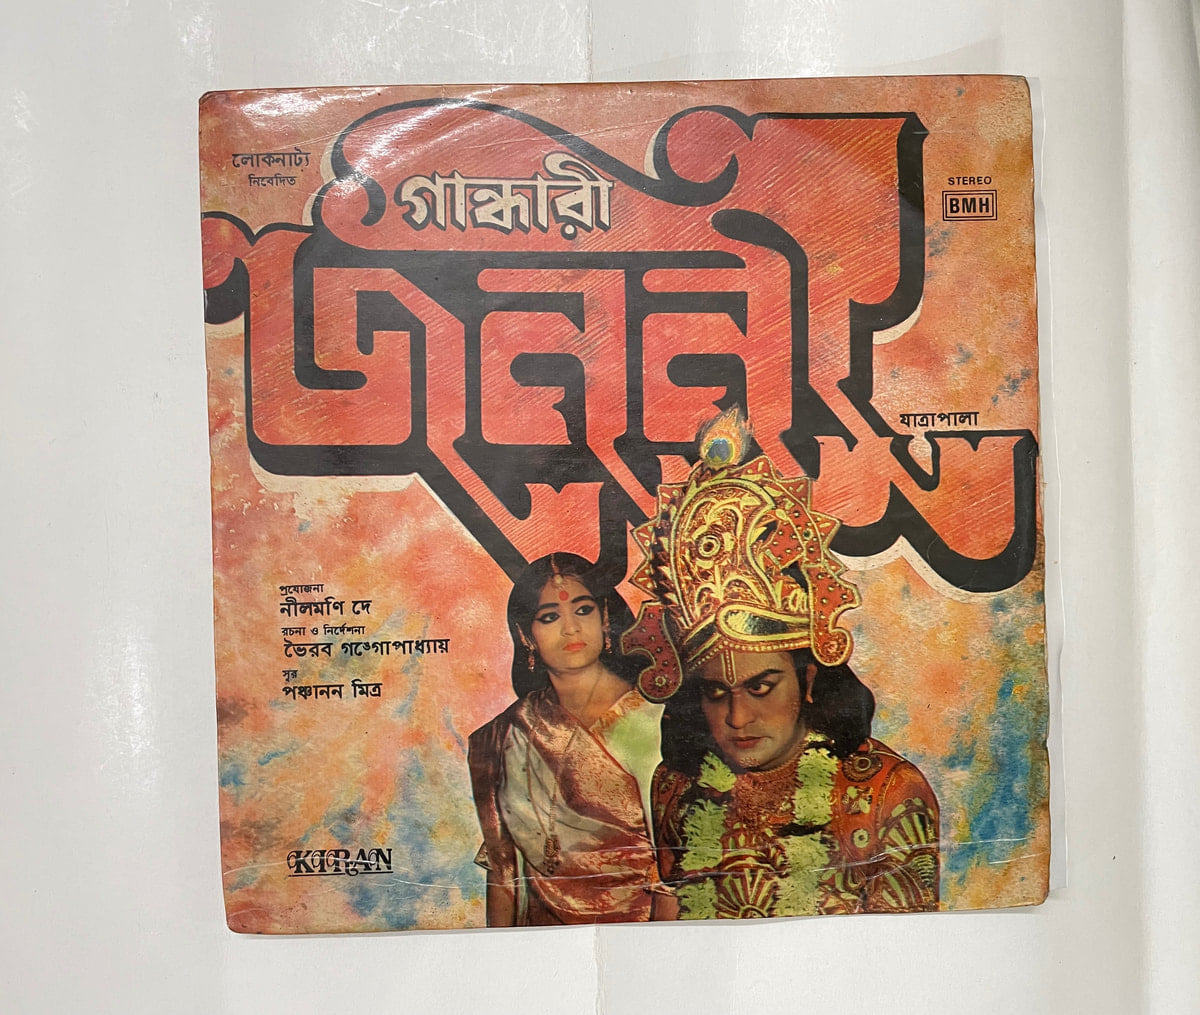 লোকনাট্য
নিবেদিত
গান্ধারী
জননী
STEREO
BMH
যাত্রাপালা
প্রযোজনা
নীলমণি দে
রচনা ও নির্দেশনা
ভৈরব গঙ্গোপাধ্যায়
সুর
পঞ্চানন মিত্র
KIRAN